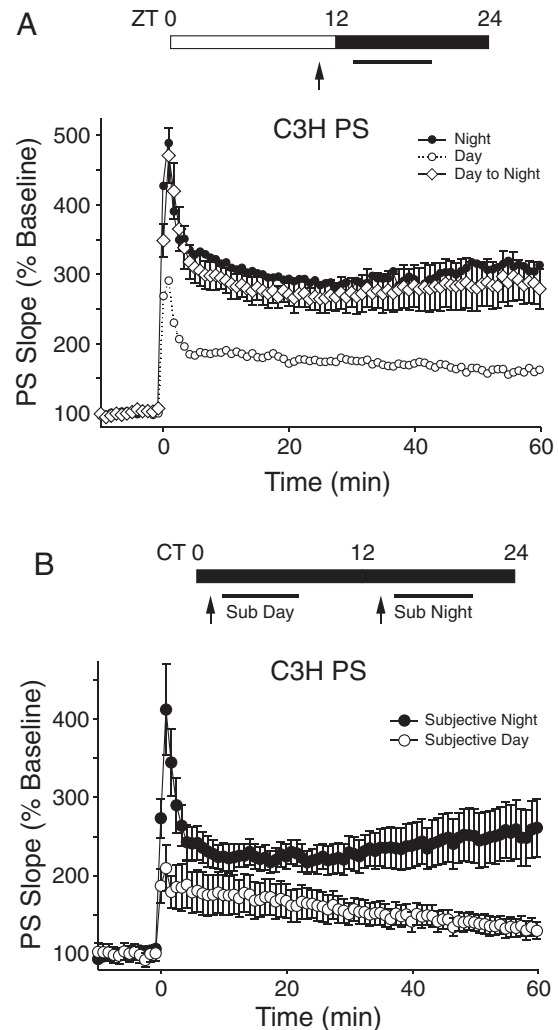 A
ZT 0 12 24
C3H PS
Night
Day
Day to Night
500
400
300
200
100
PS Slope (% Baseline)
0 20 40 60
Time (min)
B
CT 0 12 24
Sub Day Sub Night
C3H PS
Subjective Night
Subjective Day
400
300
200
100
PS Slope (% Baseline)
0 20 40 60
Time (min)